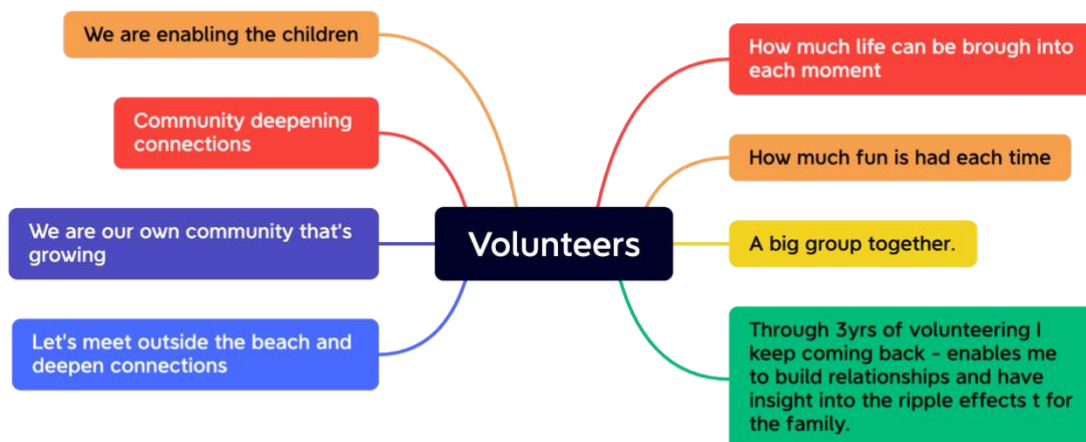 We are enabling the children
Community deepening
connections
We are our own community that's
growing
Let's meet outside the beach and
deepen connections
Volunteers
How much life can be brough into
each moment
How much fun is had each time
A big group together.
Through 3yrs of volunteering I
keep coming back - enables me
to build relationships and have
insight into the ripple effects t for
the family.